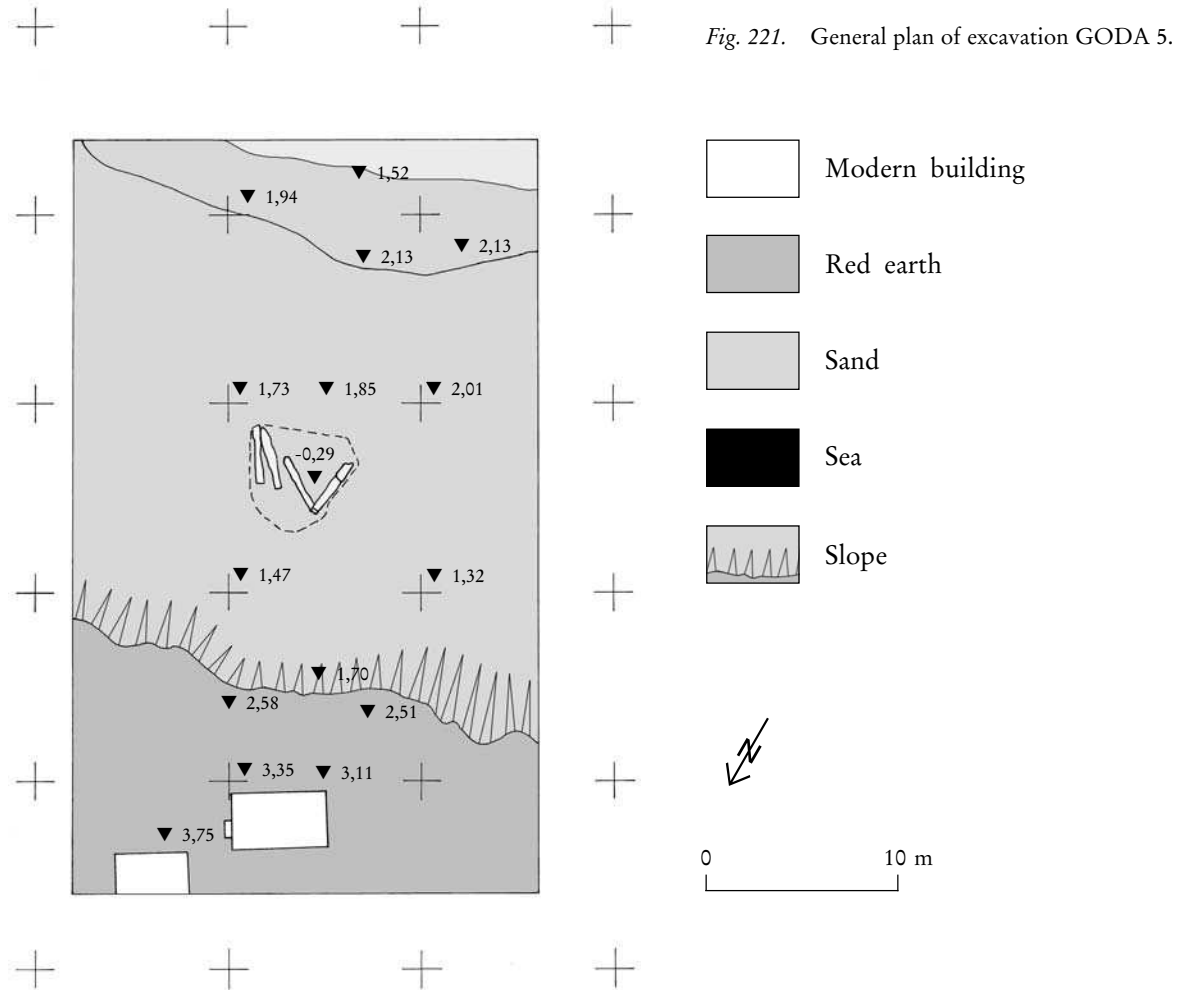 Fig. 221. General plan of excavation GODA 5.
1,52
1,94
2,13
2,13
1,73 1,85 2,01
-0,29
1,47 1,32
1,70
2,58
2,51
3,35 3,11
3,75
Modern building
Red earth
Sand
Sea
Slope
N
0 10 m